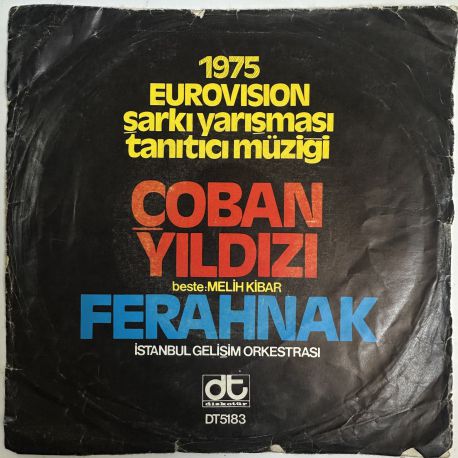 1975
EUROVISION
şarkı yarışması
tanıtıcı müziği
ÇOBAN
YILDIZI
beste:MELİH KİBAR
FERAHNAK
İSTANBUL GELİŞİM ORKESTRASI
dt
diskotür
DT5183